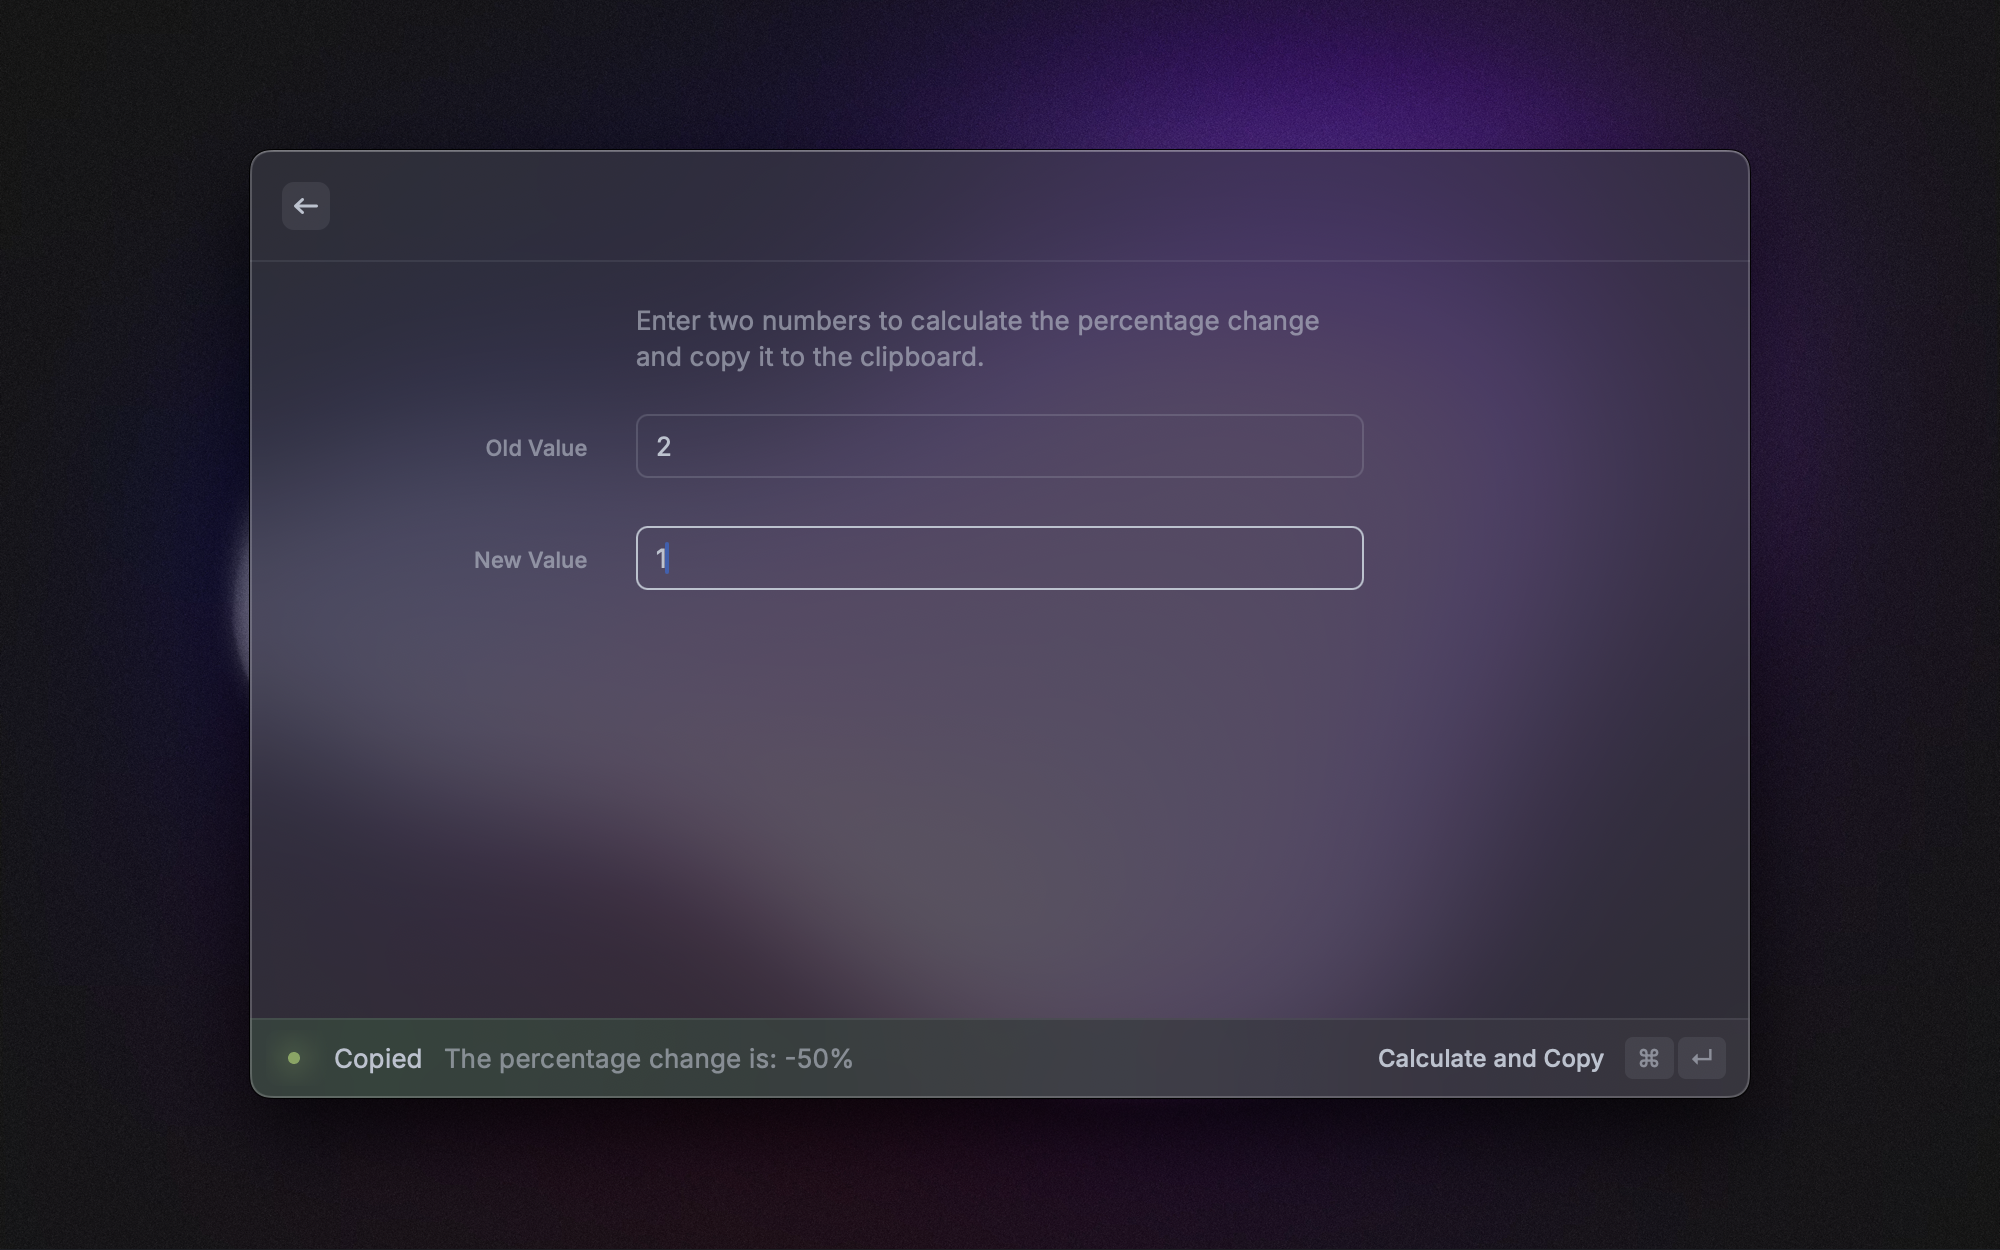 Enter two numbers to calculate the percentage change
and copy it to the clipboard.
Old Value 2
New Value 1
Copied The percentage change is: -50% Calculate and Copy ⌘ ↵